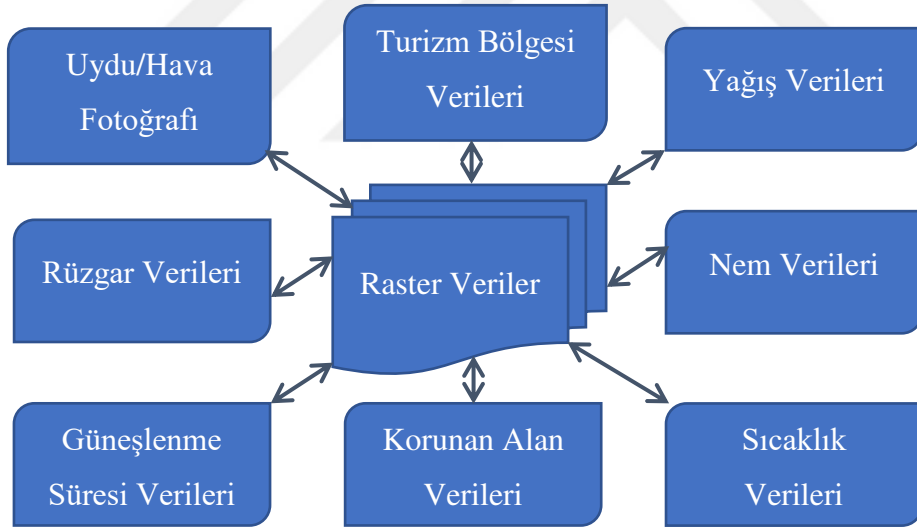 Uydu/Hava
Fotoğrafı
Turizm Bölgesi
Verileri
Yağış Verileri
Rüzgar Verileri
Raster Veriler
Nem Verileri
Güneşlenme
Süresi Verileri
Korunan Alan
Verileri
Sıcaklık
Verileri